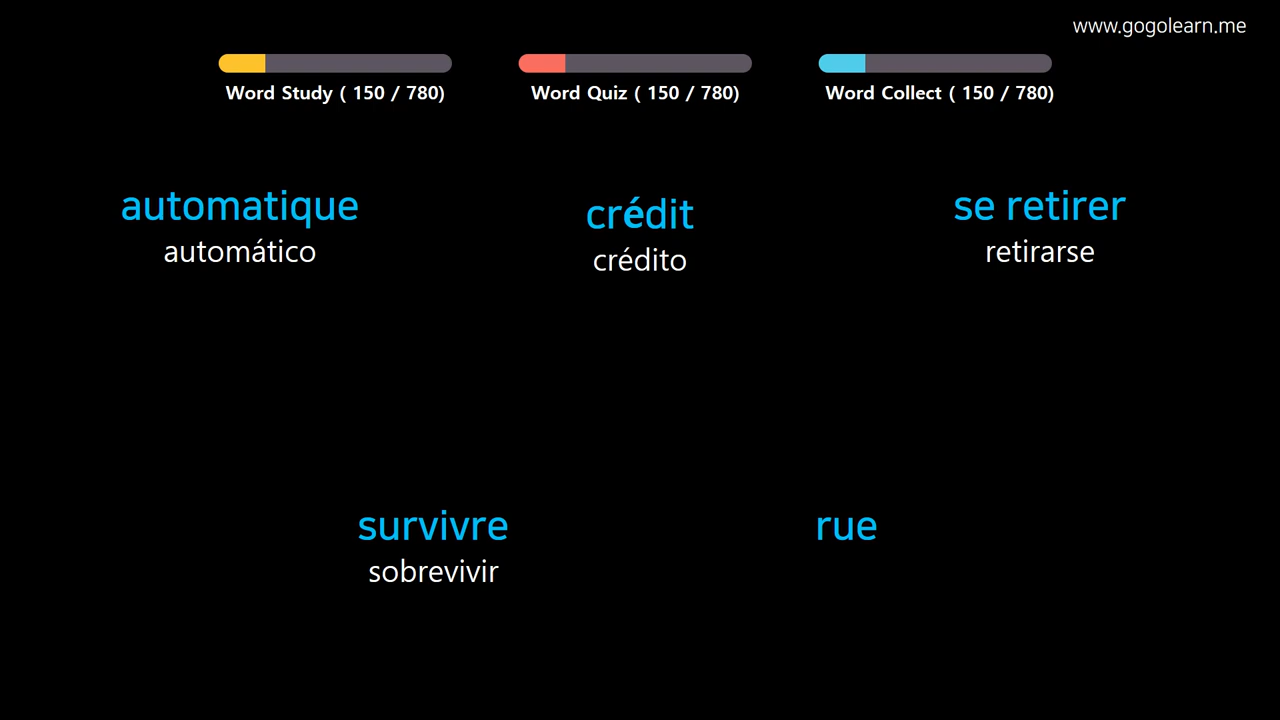 www.gogolearn.me
Word Study ( 150 / 780)
Word Quiz ( 150 / 780)
Word Collect ( 150 / 780)
automatique
automático
crédit
crédito
se retirer
retirarse
survivre
sobrevivir
rue